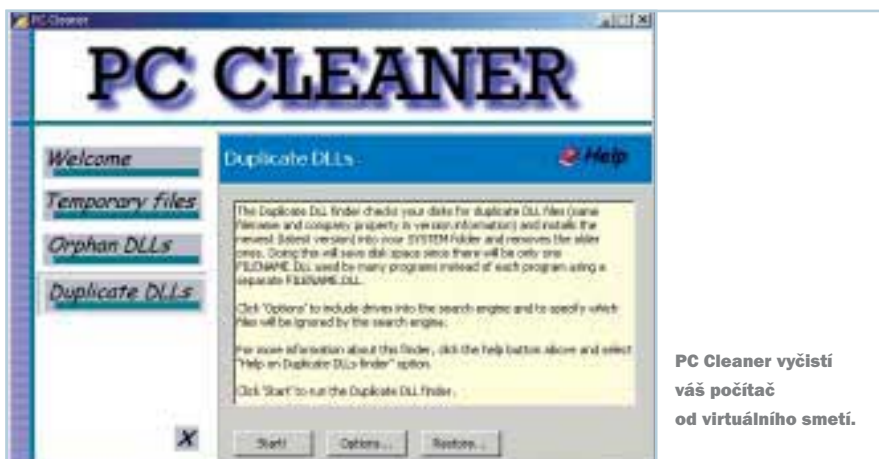 PC Cleaner
PC CLEANER
Welcome
Temporary files
Orphan DLLs
Duplicate DLLs
X
Duplicate DLLs
Help
The Duplicate DLL finder checks your disks for duplicate DLL files (same
filename and company property in version information) and installs the
newest (latest version) into your SYSTEM folder and removes the older
ones. Doing this will save disk space since there will be only one
FILENAME.DLL used by many programs instead of each program using a
separate FILENAME.DLL.
Click 'Options' to include drives into the search engine and to specify which
files will be ignored by the search engine.
For more information about this finder, click the help button above and select
"Help on Duplicate DLLs finder" option.
Click 'Start' to run the Duplicate DLL finder.
Start!
Options...
Restore...
PC Cleaner vyčistí
váš počítač
od virtuálního smetí.